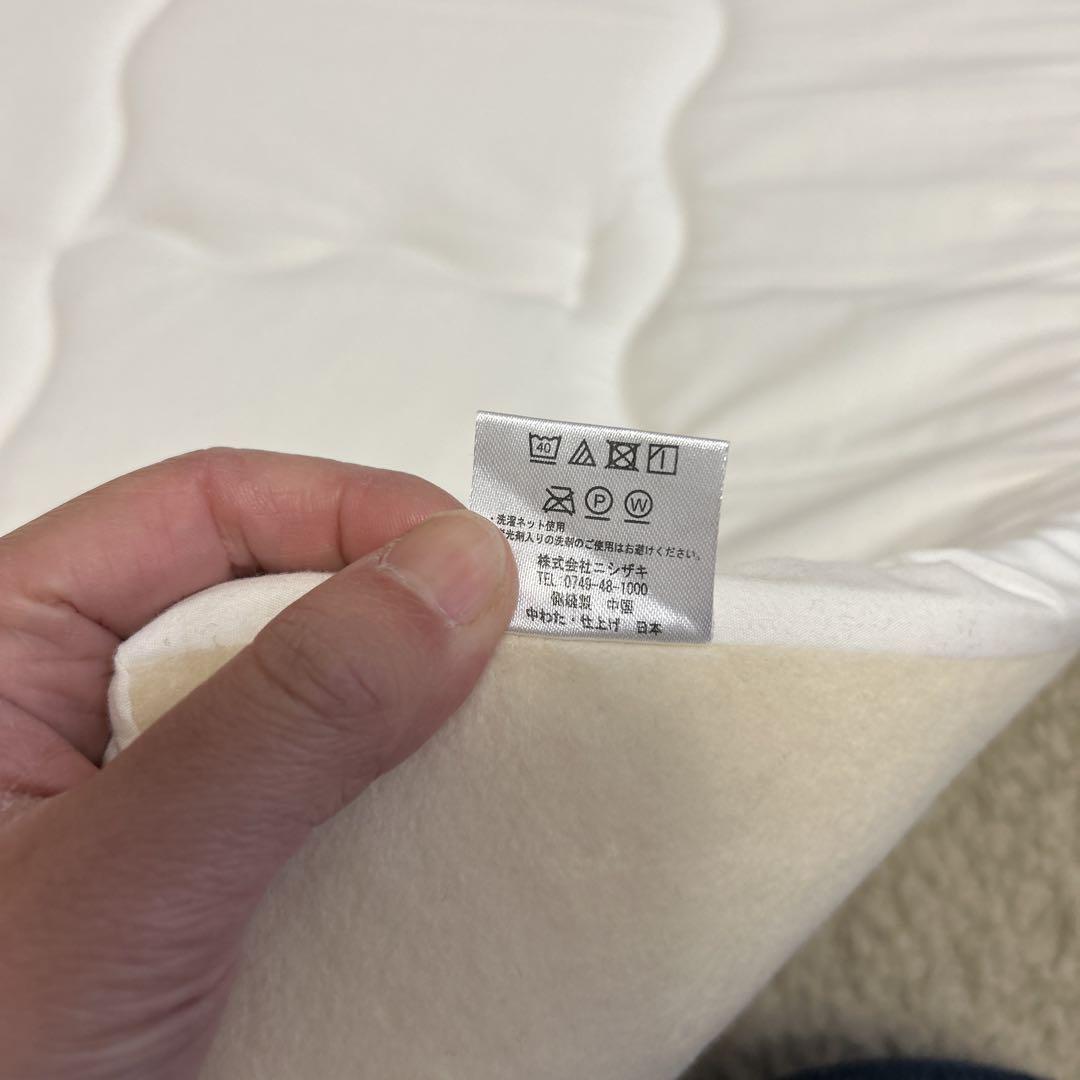 40
P W
・洗濯ネット使用
光剤入りの洗剤のご使用はお避けください。
株式会社ニシザキ
TEL 0749-48-1000
側縫製 中国
中わた・仕上げ 日本